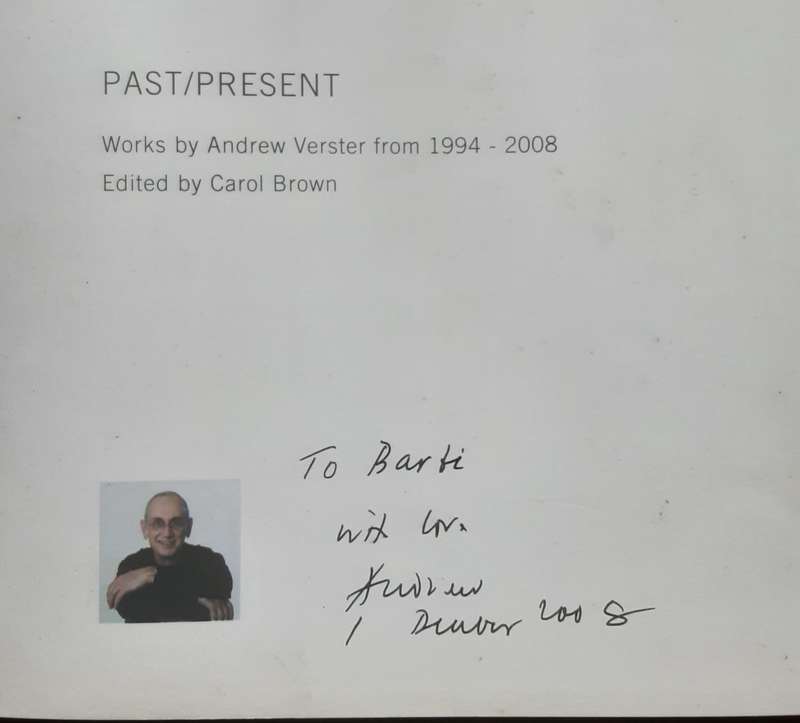 PAST/PRESENT
Works by Andrew Verster from 1994 - 2008
Edited by Carol Brown
To Barbi
with love
Andrew
1 December 2008